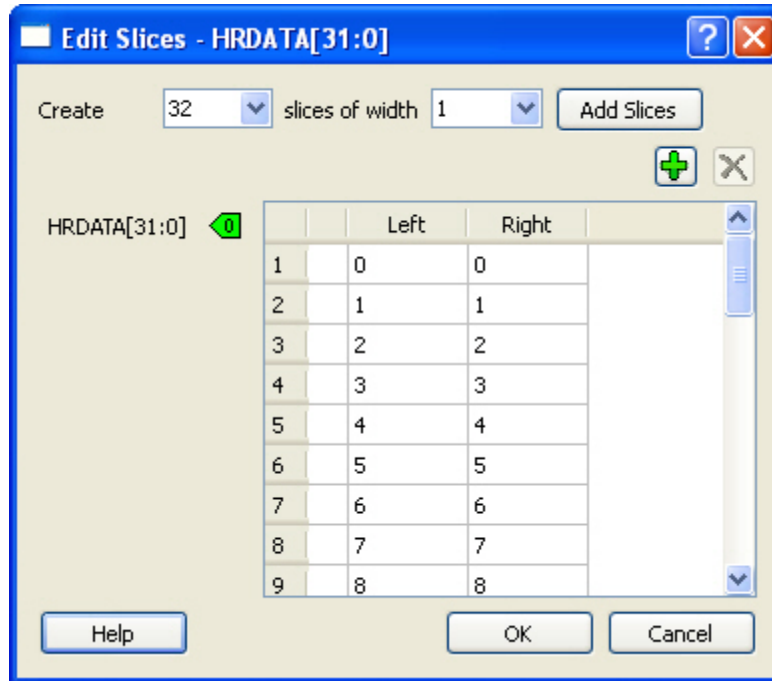 Edit Slices - HRDATA[31:0] ?
Create 32 slices of width 1 Add Slices
HRDATA[31:0] 0
Left Right
1 0 0
2 1 1
3 2 2
4 3 3
5 4 4
6 5 5
7 6 6
8 7 7
9 8 8
Help OK Cancel